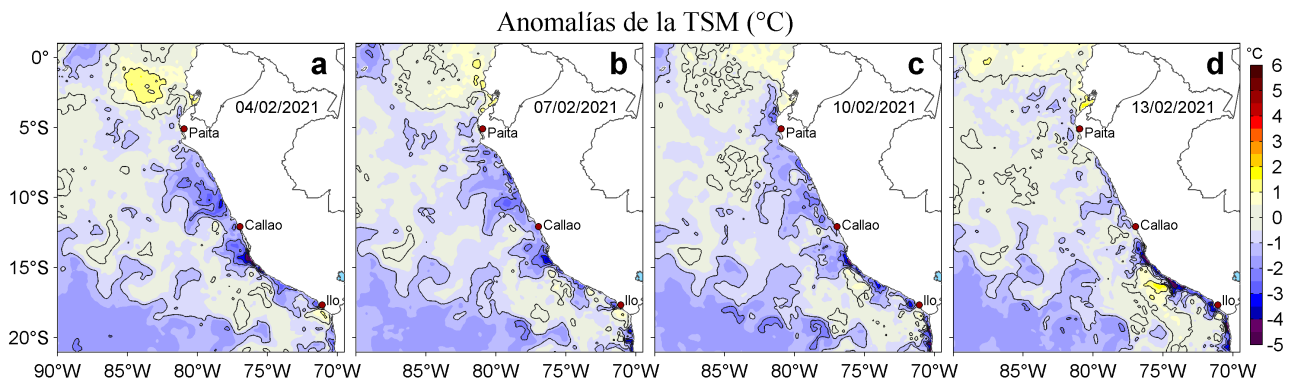 Anomalías de la TSM (°C)
0°
5°S
10°S
15°S
20°S
a
04/02/2021
Paita
Callao
Ilo
b
07/02/2021
Paita
Callao
Ilo
c
10/02/2021
Paita
Callao
Ilo
d
13/02/2021
Paita
Callao
Ilo
°C
6
5
4
3
2
1
0
-1
-2
-3
-4
-5
90°W 85°W 80°W 75°W 70°W 85°W 80°W 75°W 70°W 85°W 80°W 75°W 70°W 85°W 80°W 75°W 70°W